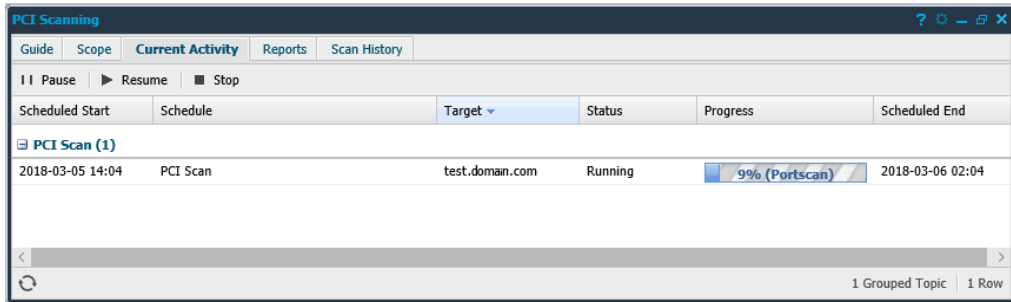 PCI Scanning
Guide Scope Current Activity Reports Scan History
Pause Resume Stop
Scheduled Start Schedule Target Status Progress Scheduled End
PCI Scan (1)
2018-03-05 14:04 PCI Scan test.domain.com Running 9% (Portscan) 2018-03-06 02:04
1 Grouped Topic 1 Row